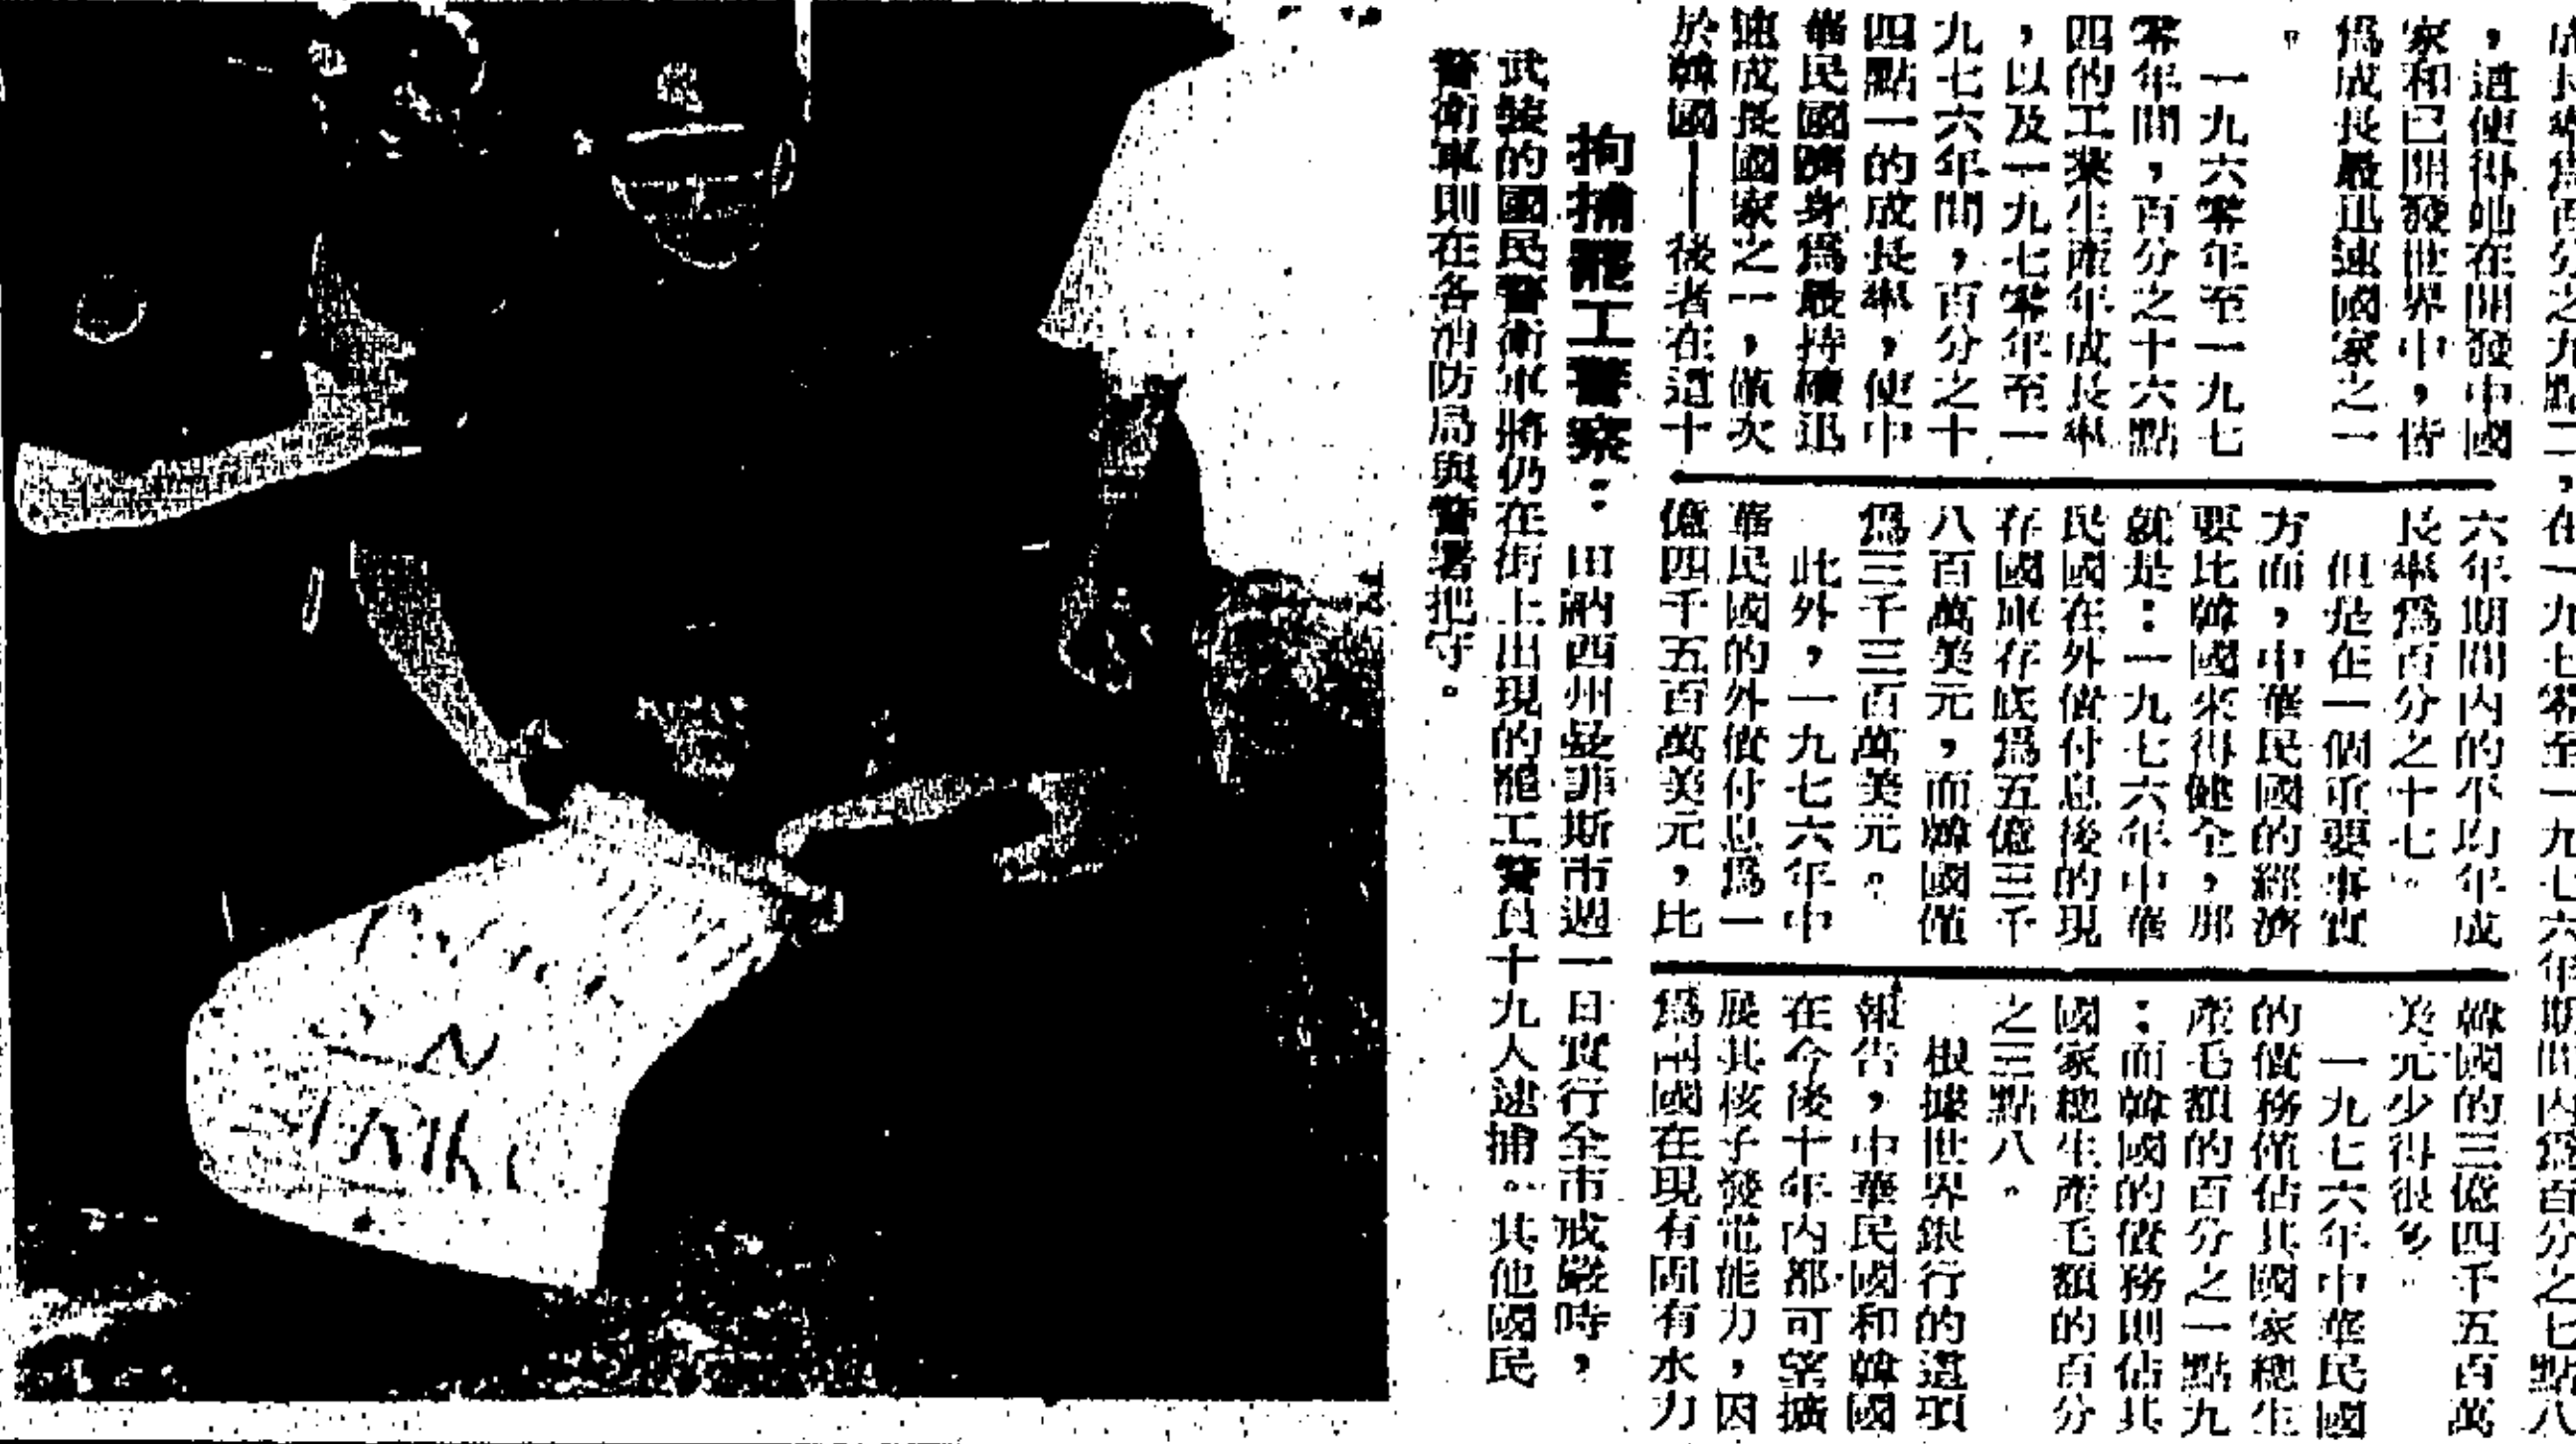 成長率爲百分之九點二，在一九七零至一九七六年期間內爲百分之七點八
，這使得她在開發中國
家和已開發世界中，皆
爲成長最迅速國家之一
。
一九六零年至一九七
零年間，百分之十六點
四的工業生產年成長率
，以及一九七零年至一
九七六年間，百分之十
四點一的成長率，使中
華民國躋身爲最持續迅
速成長國家之一，僅次
於韓國——後者在這十
六年期間內的平均年成
長率爲百分之十七。
但是在一個重要事實
方面，中華民國的經濟
要比韓國來得健全，那
就是：一九七六年中華
民國在外債付息後的現
存國庫存底爲五億三千
八百萬美元，而韓國僅
爲三千三百萬美元。
此外，一九七六年中
華民國的外債付息爲一
億四千五百萬美元，比
韓國的三億四千五百萬
美元少得很多。
一九七六年中華民國
的債務僅佔其國家總生
產毛額的百分之一點九
；而韓國的債務則佔其
國家總生產毛額的百分
之三點八。
根據世界銀行的這項
報告，中華民國和韓國
在今後十年內都可望擴
展其核子發電能力，因
爲兩國在現有固有水力
拘捕罷工警察：田納西州曼菲斯市週一日實行全市戒嚴時，
武裝的國民警衛軍將仍在街上出現的罷工警員十九人逮捕。其他國民
警衛軍則在各消防局與警署把守。